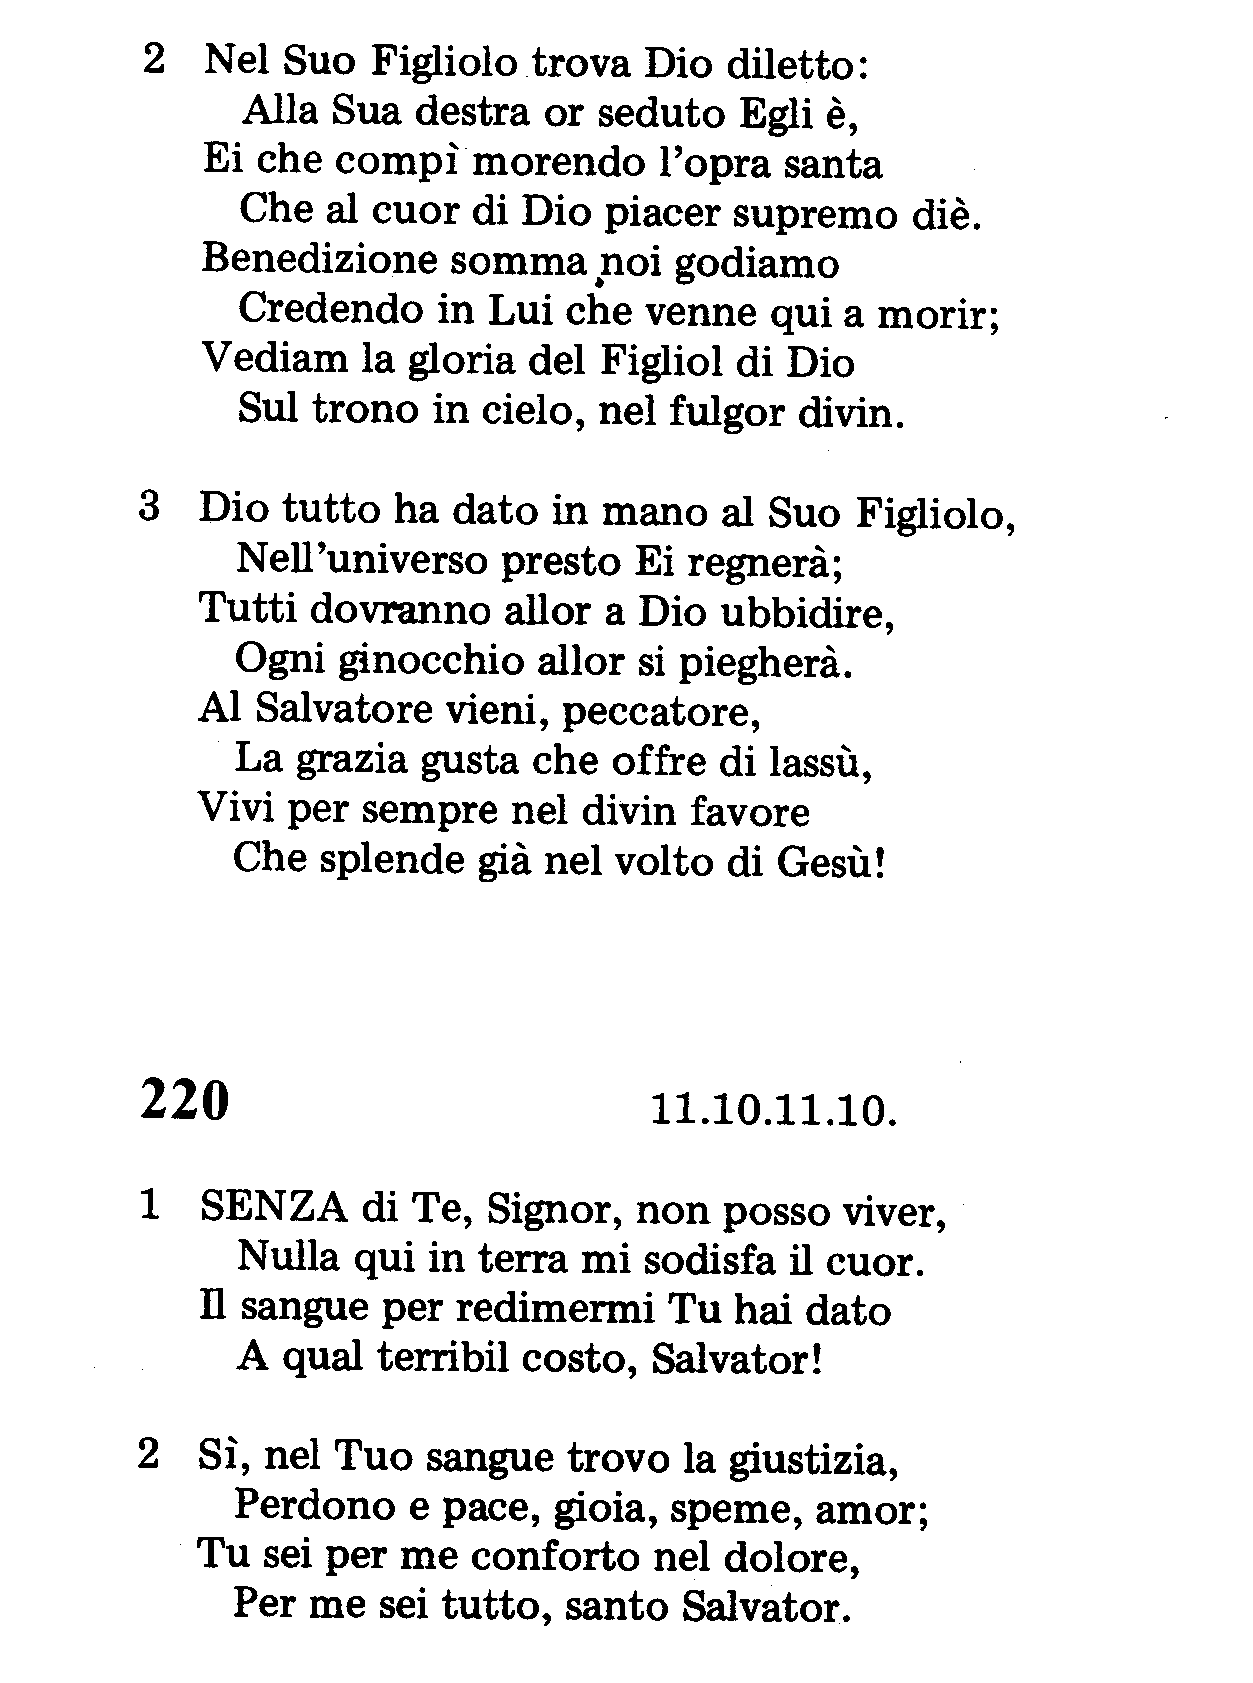 2 Nel Suo Figliolo trova Dio diletto:
Alla Sua destra or seduto Egli è,
Ei che compì morendo l'opra santa
Che al cuor di Dio piacer supremo diè.
Benedizione somma noi godiamo
Credendo in Lui che venne qui a morir;
Vediam la gloria del Figliol di Dio
Sul trono in cielo, nel fulgor divin.
3 Dio tutto ha dato in mano al Suo Figliolo,
Nell'universo presto Ei regnerà;
Tutti dovranno allor a Dio ubbidire,
Ogni ginocchio allor si piegherà.
Al Salvatore vieni, peccatore,
La grazia gusta che offre di lassù,
Vivi per sempre nel divin favore
Che splende già nel volto di Gesù!
220 11.10.11.10.
1 SENZA di Te, Signor, non posso viver,
Nulla qui in terra mi sodisfa il cuor.
Il sangue per redimermi Tu hai dato
A qual terribil costo, Salvator!
2 Sì, nel Tuo sangue trovo la giustizia,
Perdono e pace, gioia, speme, amor;
Tu sei per me conforto nel dolore,
Per me sei tutto, santo Salvator.